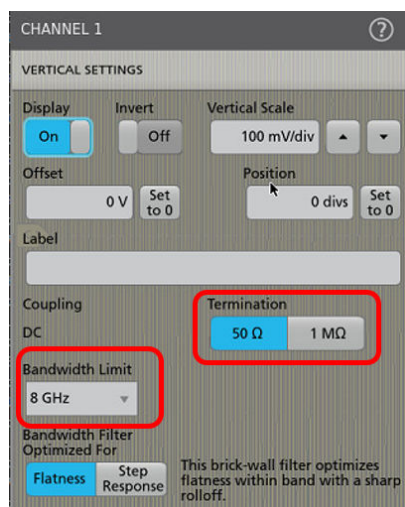 CHANNEL 1 ?
VERTICAL SETTINGS
Display Invert Vertical Scale
On Off 100 mV/div
Offset Position
0 V Set to 0 0 divs Set to 0
Label
Coupling Termination
DC 50 Ω 1 MΩ
Bandwidth Limit
8 GHz
Bandwidth Filter
Optimized For
Flatness Step Response
This brick-wall filter optimizes
flatness within band with a sharp
rolloff.